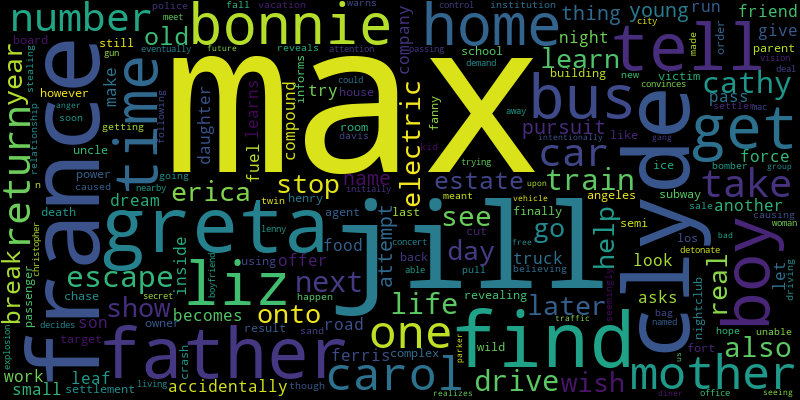 police
fall
vacation
warns
control
institution
meet
number
bonnie
home
thing
young
run
city
friend
give
parent
vision
deal
board
still
gun
old
future
reveals
attention
passing
company
school
demand
night
learn
building
new
victim
order
made
tell
cathy
however
make
max
bus
pass
year
stealing
anger
soon
getting
time
following
daughter
learns
compound
informs
try
could
house
room
davis
kid
initially
fanny
electric
pursuit
like
convinces
settle
mac
away
intentionally
gang
bomber
group
force
get
relationship
return
france
uncle
power
caused
going
nearby
fuel
name
estate
car
train
ice
subway
angeles
clyde
take
sale
another
causing
woman
n
christopher
death
dream
erica
stop
twin
henry
agent
meant
vehicle
last
see
upon
trying
finally
go
help
semi
los
bad
detonate
boy
greta
jill
lenny
concert
free
cut
day
truck
believing
look
let
driving
passenger
break
escape
inside
liz
using
offer
food
attempt
back
able
pull
next
happen
revealing
later
asks
bag
named
nightclub
real
us
hope
unable
chase
secret
boyfriend
show
becomes
onto
life
seemingly
explosion
decides
son
owner
result
sand
road
one
wild
traffic
find
also
fort
target
father
crash
ferris
complex
parker
work
leaf
small
settlement
living
accidentally
though
carol
realizes
drive
wish
diner
office
mother
seeing